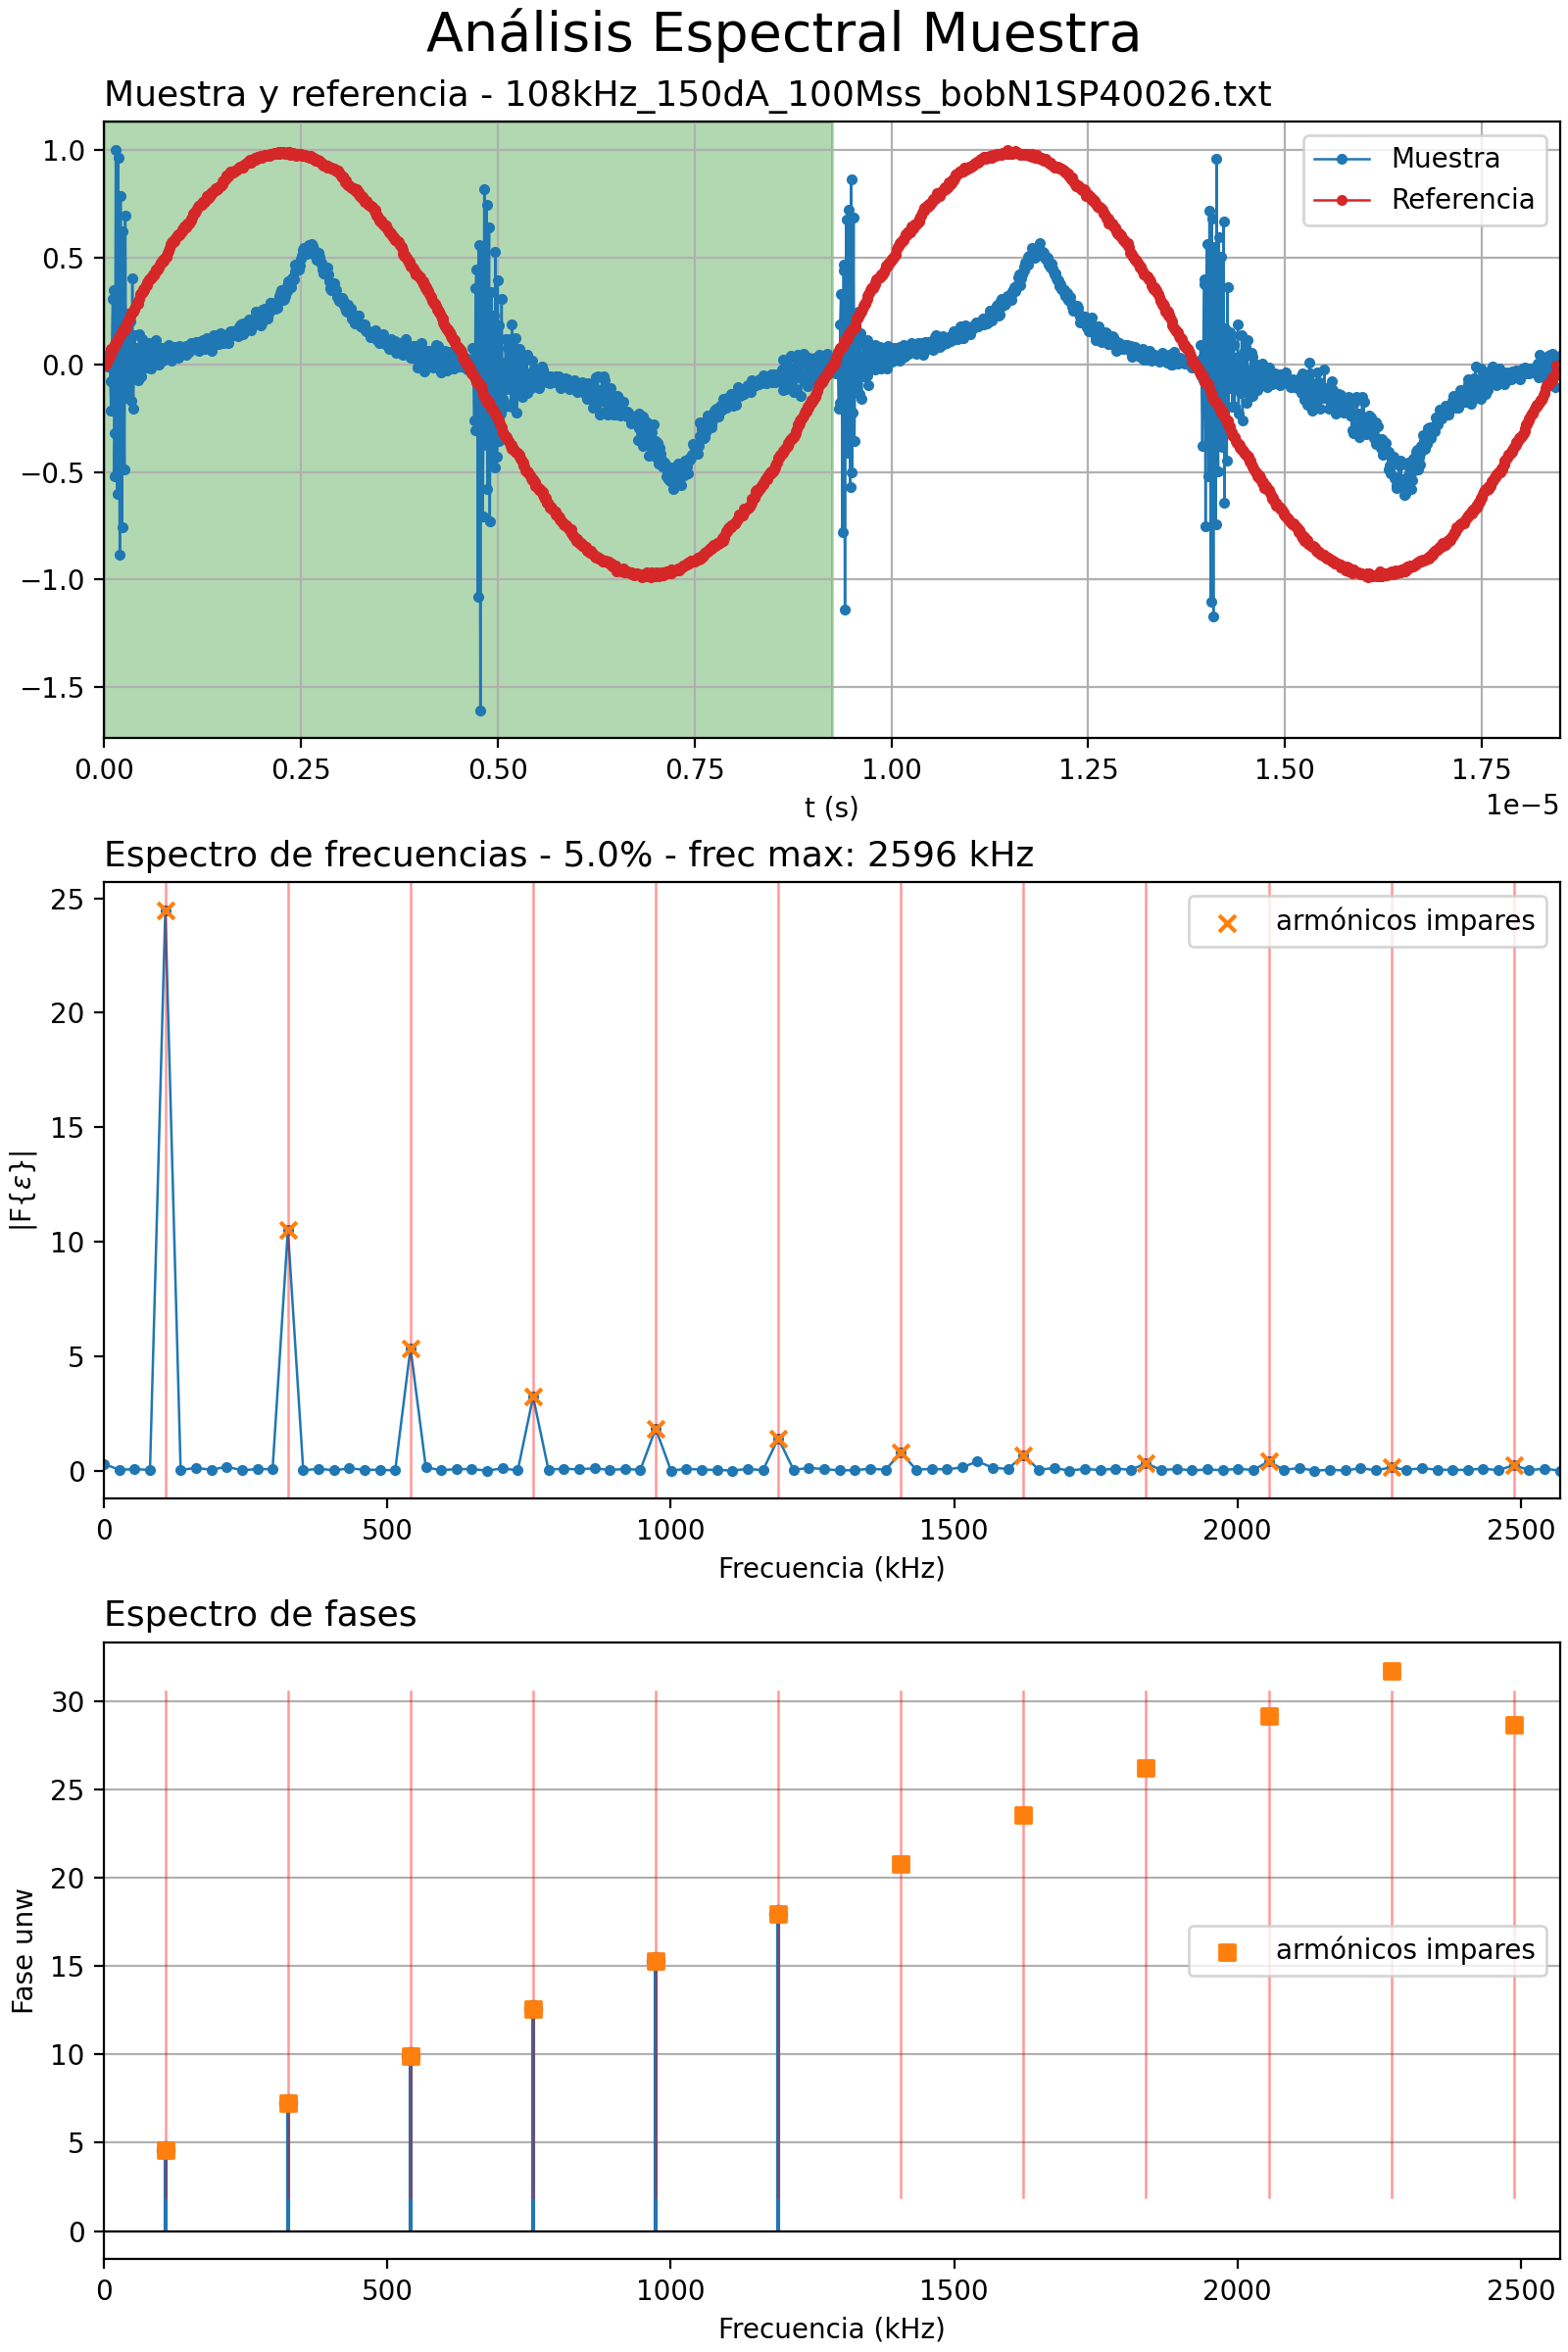 Análisis Espectral Muestra
Muestra y referencia - 108kHz_150dA_100Mss_bobN1SP40026.txt
Muestra
Referencia
1.0
0.5
0.0
−0.5
−1.0
−1.5
0.00 0.25 0.50 0.75 1.00 1.25 1.50 1.75
t (s)
1e−5
Espectro de frecuencias - 5.0% - frec max: 2596 kHz
armónicos impares
25
20
15
10
5
0
|F{ε}|
0 500 1000 1500 2000 2500
Frecuencia (kHz)
Espectro de fases
armónicos impares
30
25
20
15
10
5
0
Fase unw
0 500 1000 1500 2000 2500
Frecuencia (kHz)